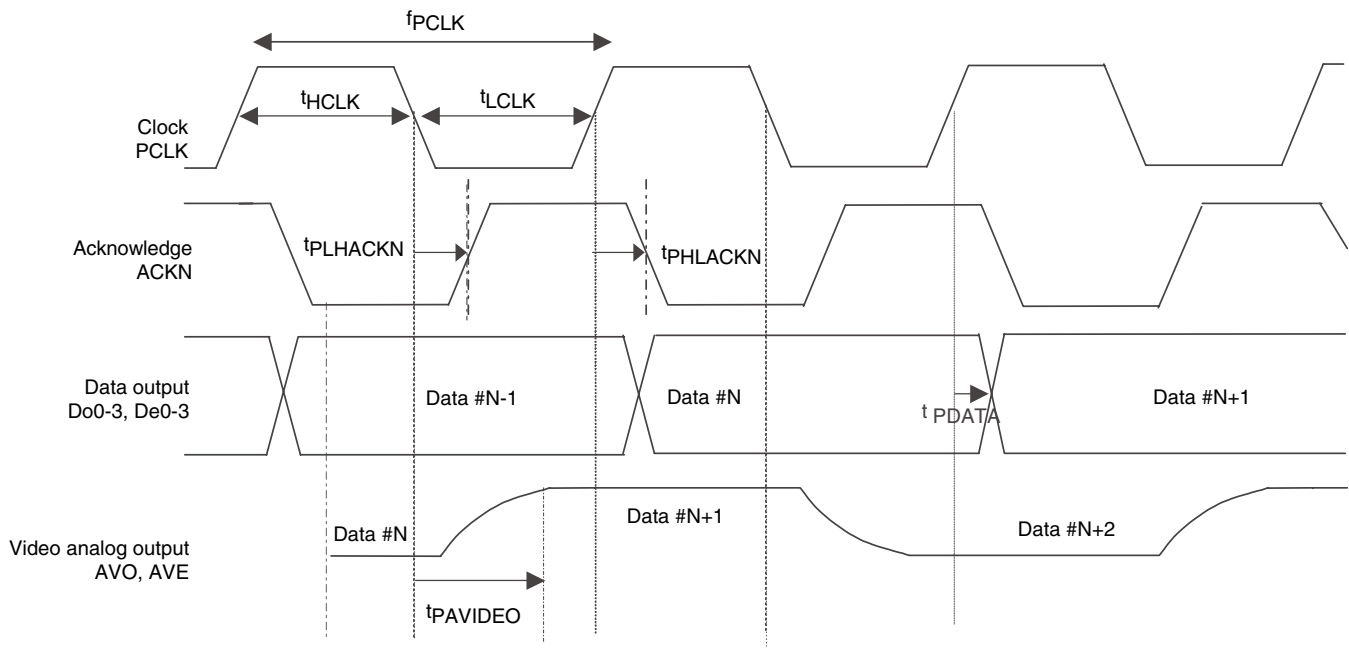 fPCLK
tHCLK
tLCLK
Clock
PCLK
Acknowledge
ACKN
tPLHACKN
tPHLACKN
Data output
Do0-3, De0-3
Data #N-1
Data #N
t PDATA
Data #N+1
Video analog output
AVO, AVE
Data #N
Data #N+1
Data #N+2
tPAVIDEO